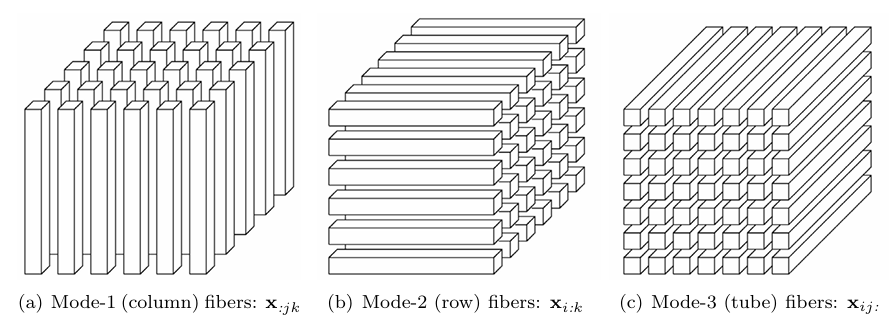 (a) Mode-1 (column) fibers: x:jk
(b) Mode-2 (row) fibers: xi:k
(c) Mode-3 (tube) fibers: xij: